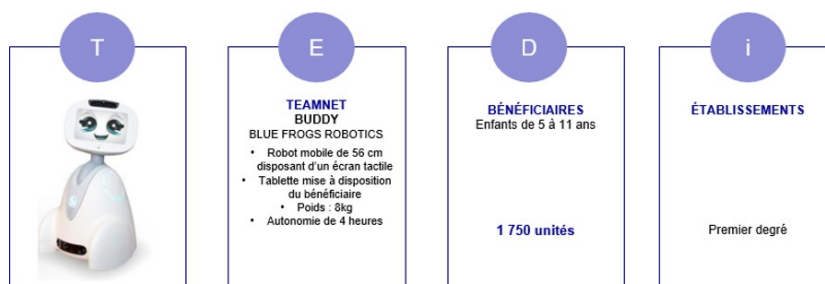 T
E
D
i
TEAMNET
BUDDY
BLUE FROGS ROBOTICS
• Robot mobile de 56 cm
disposant d'un écran tactile
• Tablette mise à disposition
du bénéficiaire
• Poids : 8kg
• Autonomie de 4 heures
BÉNÉFICIAIRES
Enfants de 5 à 11 ans
1 750 unités
ÉTABLISSEMENTS
Premier degré